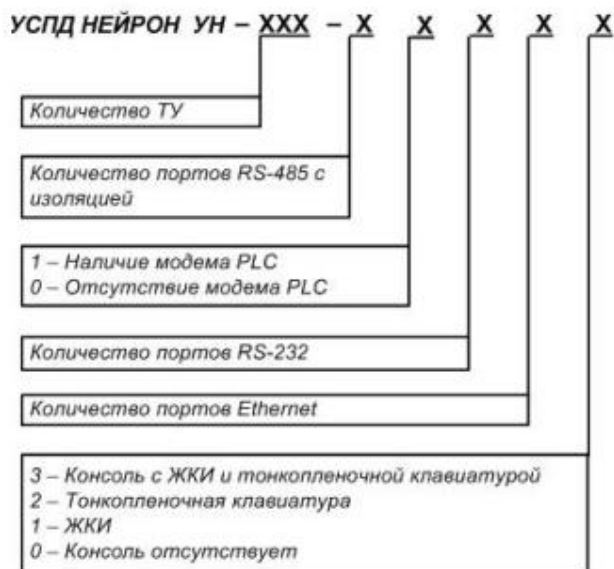 УСПД НЕЙРОН УН – XXX – X X X X X
Количество ТУ
Количество портов RS-485 с
изоляцией
1 – Наличие модема PLC
0 – Отсутствие модема PLC
Количество портов RS-232
Количество портов Ethernet
3 – Консоль с ЖКИ и тонкопленочной клавиатурой
2 – Тонкопленочная клавиатура
1 – ЖКИ
0 – Консоль отсутствует